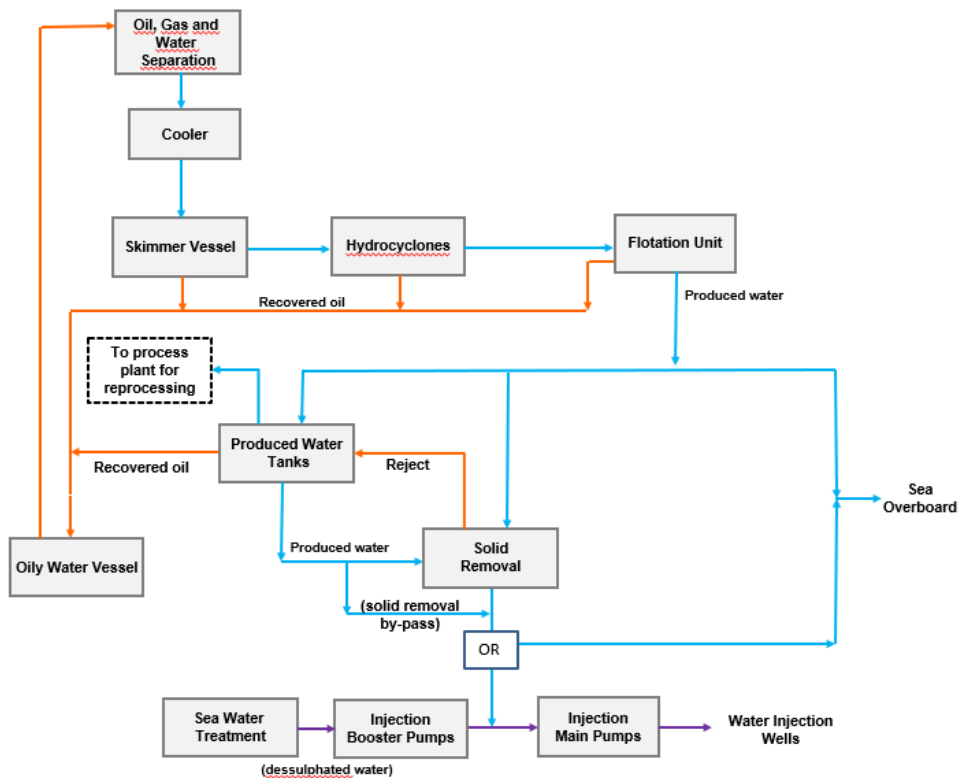 Oil, Gas and
Water
Separation
Cooler
Skimmer Vessel
Hydrocyclones
Flotation Unit
Recovered oil
Produced water
To process
plant for
reprocessing
Produced Water
Tanks
Recovered oil
Reject
Sea
Overboard
Oily Water Vessel
Produced water
Solid
Removal
(solid removal
by-pass)
OR
Sea Water
Treatment
Injection
Booster Pumps
Injection
Main Pumps
Water Injection
Wells
(dessulphated water)